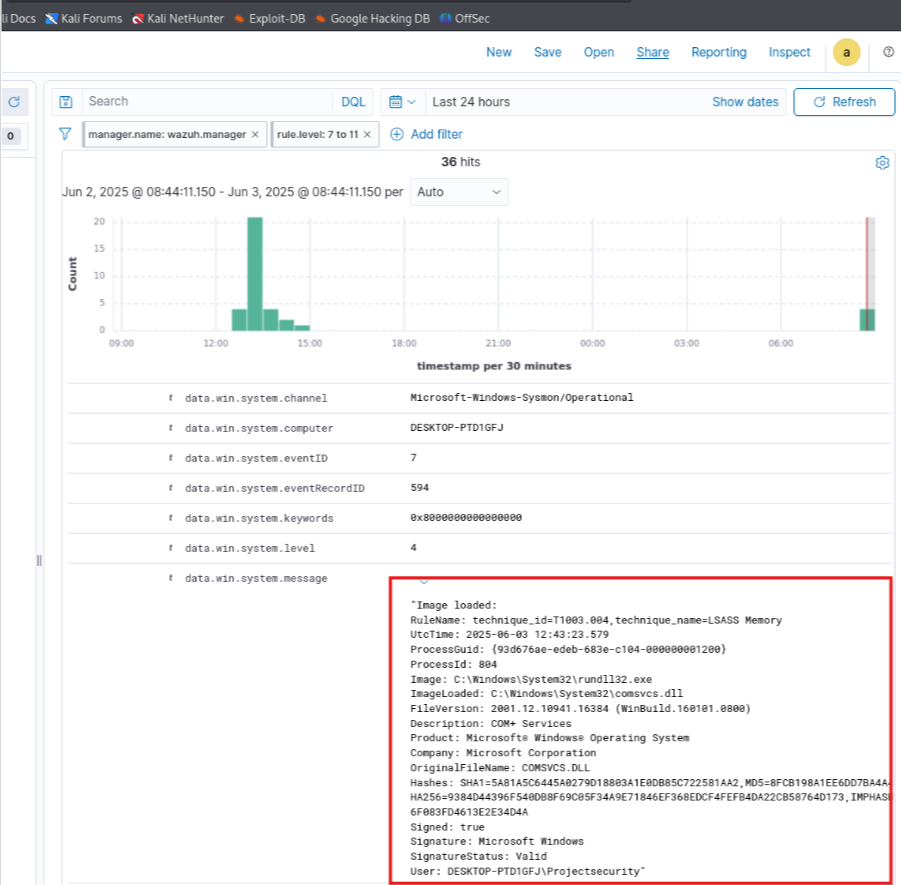 li Docs Kali Forums Kali NetHunter Exploit-DB Google Hacking DB OffSec
New Save Open Share Reporting Inspect a
Search DQL Last 24 hours Show dates Refresh
0 manager.name: wazuh.manager × rule.level: 7 to 11 × Add filter
36 hits
Jun 2, 2025 @ 08:44:11.150 - Jun 3, 2025 @ 08:44:11.150 per Auto
20
15
10
5
0
Count
09:00 12:00 15:00 18:00 21:00 00:00 03:00 06:00
timestamp per 30 minutes
t data.win.system.channel Microsoft-Windows-Sysmon/Operational
t data.win.system.computer DESKTOP-PTD1GFJ
t data.win.system.eventID 7
t data.win.system.eventRecordID 594
t data.win.system.keywords 0x8000000000000000
t data.win.system.level 4
t data.win.system.message
"Image loaded:
RuleName: technique_id=T1003.004,technique_name=LSASS Memory
UtcTime: 2025-06-03 12:43:23.579
ProcessGuid: {93d676ae-edeb-683e-c104-000000001200}
ProcessId: 804
Image: C:\Windows\System32\rundll32.exe
ImageLoaded: C:\Windows\System32\comsvcs.dll
FileVersion: 2001.12.10941.16384 (WinBuild.160101.0800)
Description: COM+ Services
Product: Microsoft® Windows® Operating System
Company: Microsoft Corporation
OriginalFileName: COMSVCS.DLL
Hashes: SHA1=5A81A5C6445A0279D18803A1E0DB85C722581AA2,MD5=8FCB198A1EE6DD7BA4A4
HA256=9384D44396F540DB8F69C05F34A9E71846EF368EDCF4FEFB4DA22CB58764D173,IMPHASH
6F083FD4613E2E34D4A
Signed: true
Signature: Microsoft Windows
SignatureStatus: Valid
User: DESKTOP-PTD1GFJ\Projectsecurity"